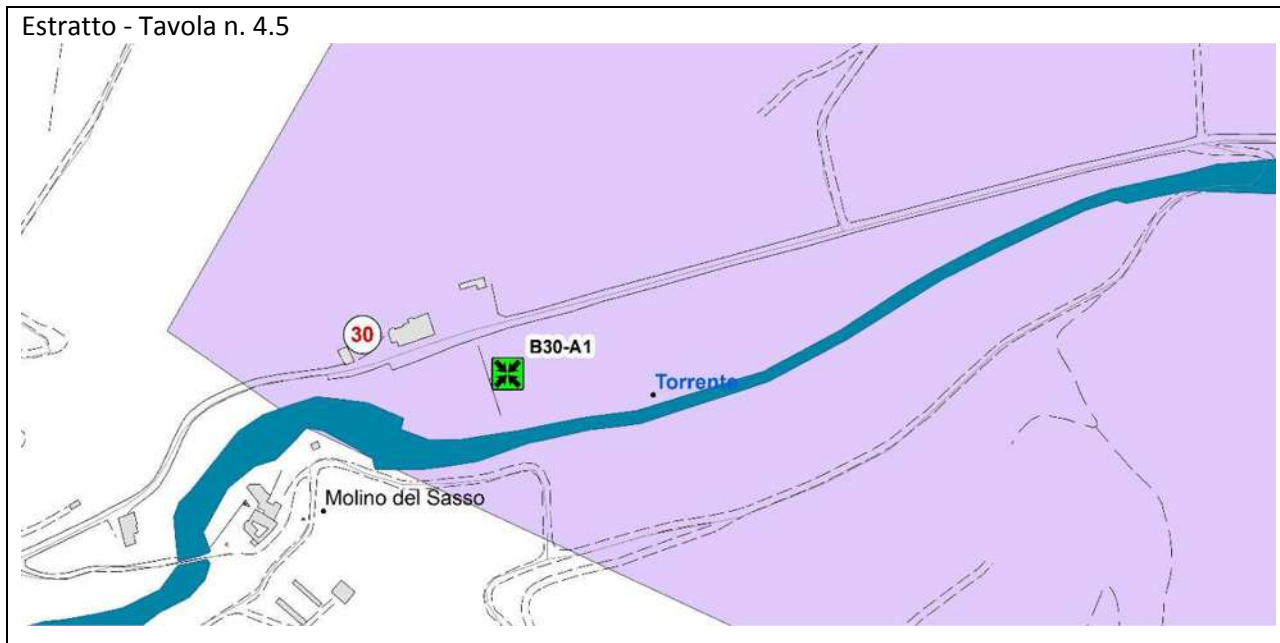 Estratto - Tavola n. 4.5
30
B30-A1
Torrente
Molino del Sasso